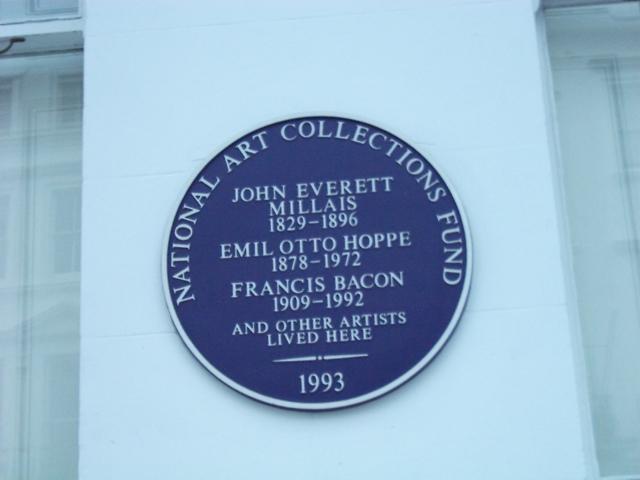 NATIONAL ART COLLECTIONS FUND
JOHN EVERETT
MILLAIS
1829-1896
EMIL OTTO HOPPE
1878-1972
FRANCIS BACON
1909-1992
AND OTHER ARTISTS
LIVED HERE
1993